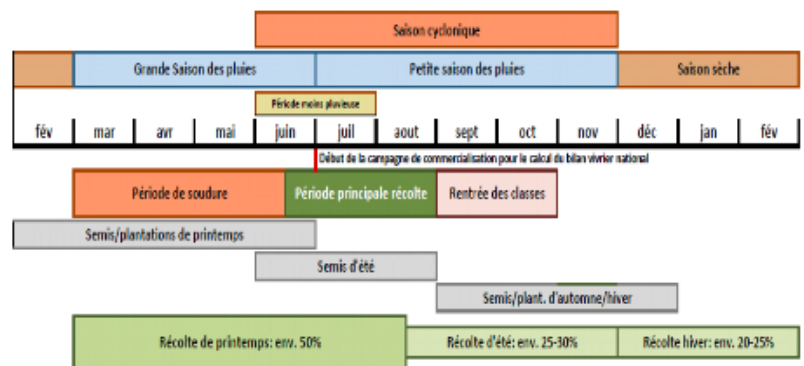 Saison cyclonique
Grande Saison des pluies
Petite saison des pluies
Saison sèche
Période moins pluvieuse
fév
mar
avr
mai
juin
juil
aout
sept
oct
nov
déc
jan
fév
Début de la campagne de commercialisation pour le calcul du bilan vivrier national
Période de soudure
Période principale récolte
Rentrée des classes
Semis/plantations de printemps
Semis d'été
Semis/plant. d'automne/hiver
Récolte de printemps: env. 50%
Récolte d'été: env. 25-30%
Récolte hiver: env. 20-25%